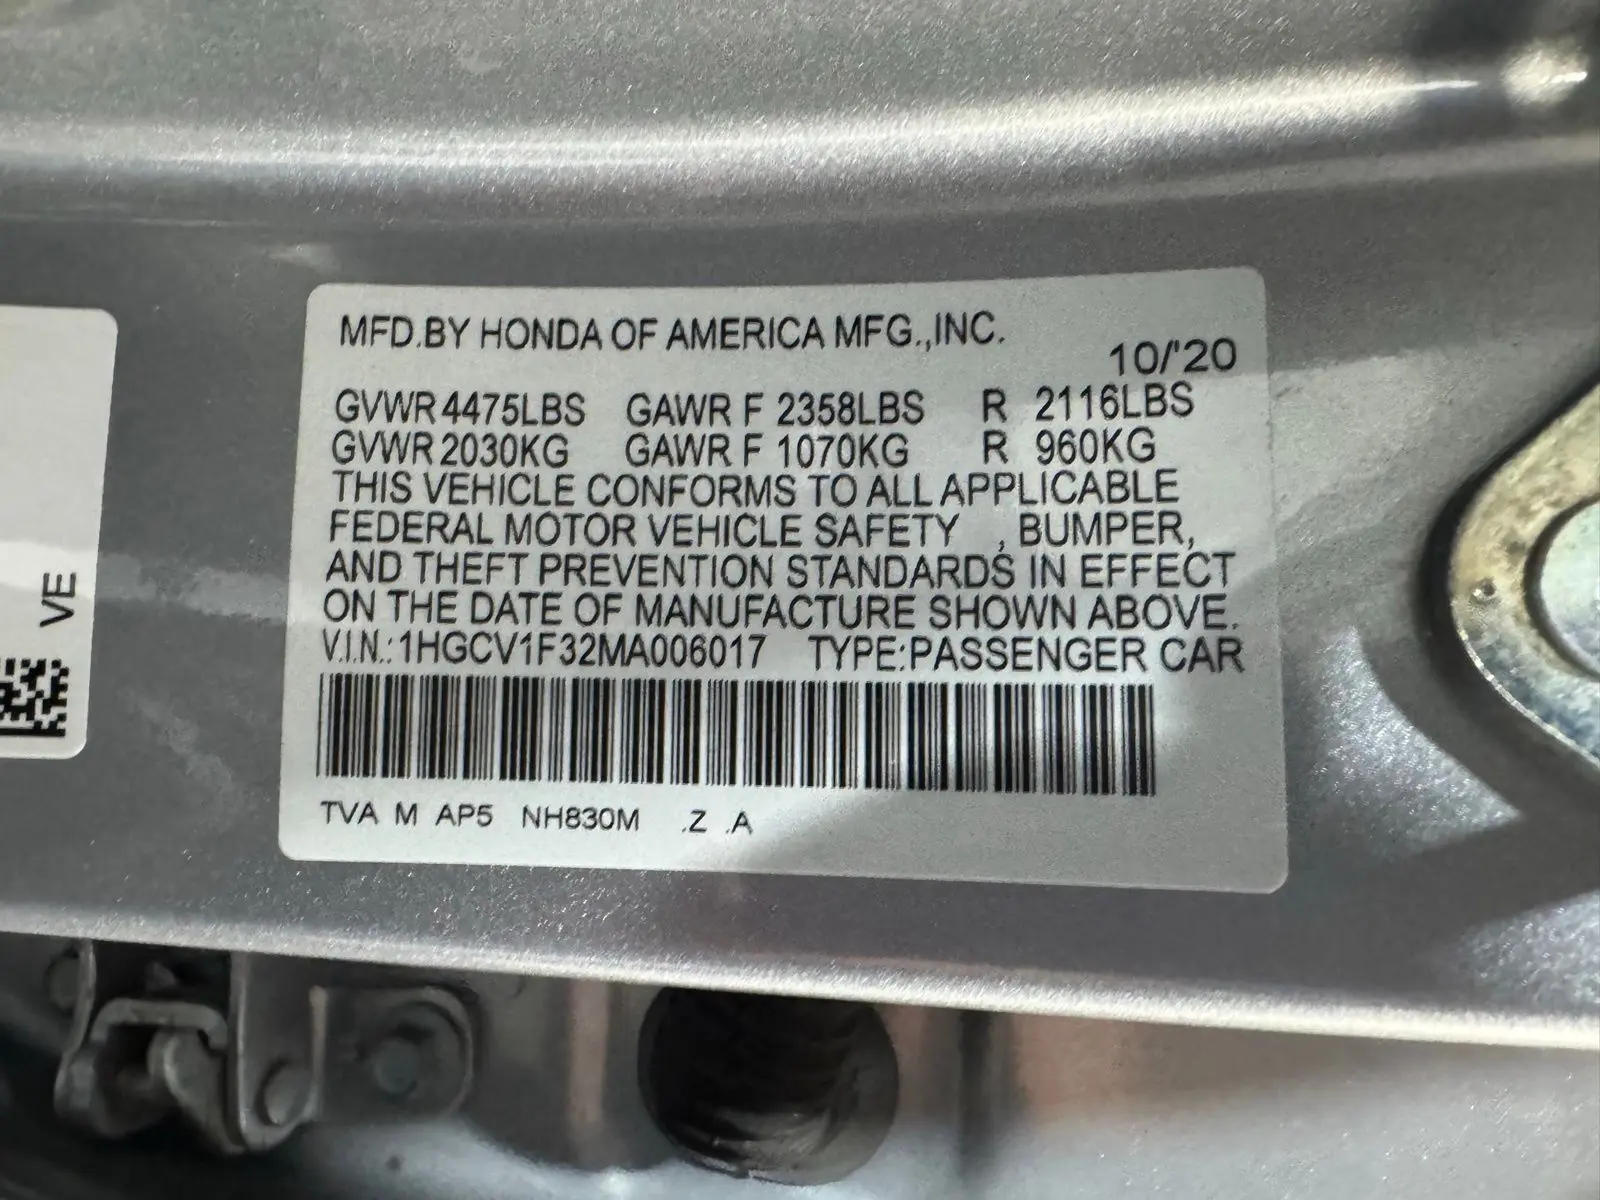 MFD.BY HONDA OF AMERICA MFG.,INC.
10/'20
GVWR 4475LBS GAWR F 2358LBS R 2116LBS
GVWR 2030KG GAWR F 1070KG R 960KG
THIS VEHICLE CONFORMS TO ALL APPLICABLE
FEDERAL MOTOR VEHICLE SAFETY , BUMPER,
AND THEFT PREVENTION STANDARDS IN EFFECT
ON THE DATE OF MANUFACTURE SHOWN ABOVE.
V.I.N.: 1HGCV1F32MA006017 TYPE:PASSENGER CAR
TVA M AP5 NH830M .Z .A
VE